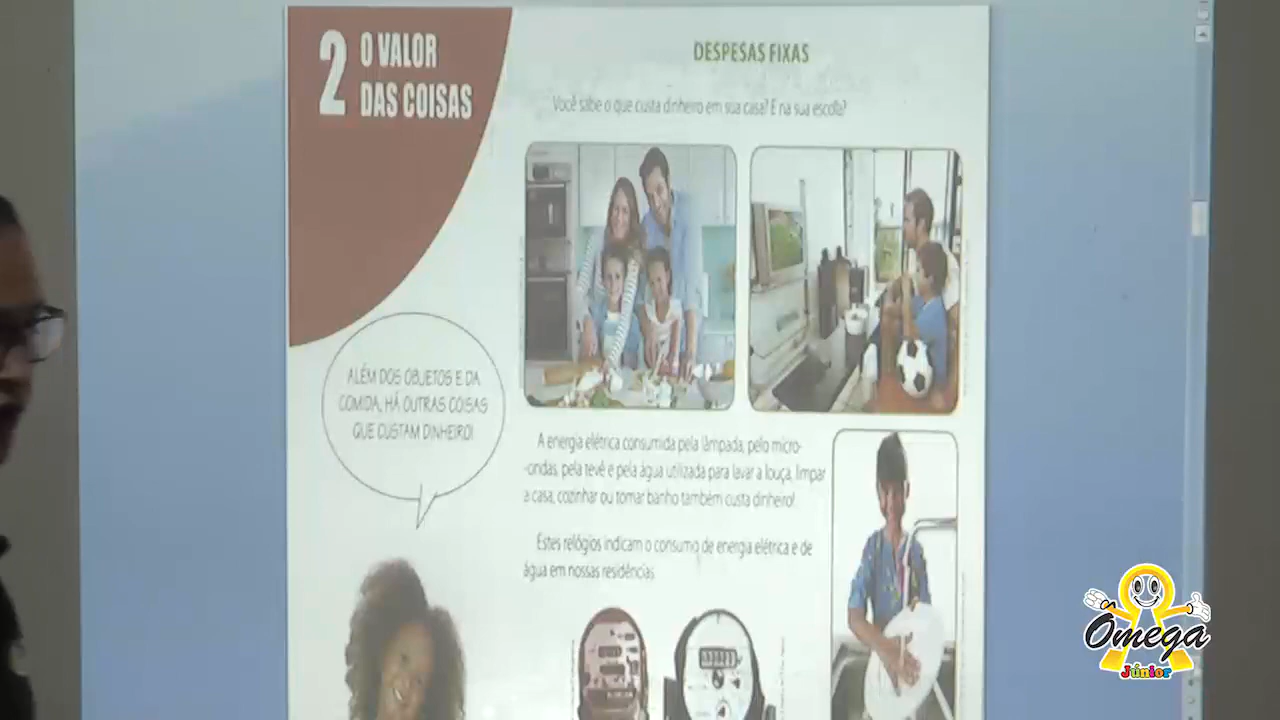 2 O VALOR
DAS COISAS
DESPESAS FIXAS
Você sabe o que custa dinheiro em sua casa? E na sua escola?
ALÉM DOS OBJETOS E DA
COMIDA, HÁ OUTRAS COISAS
QUE CUSTAM DINHEIRO!
A energia elétrica consumida pela lâmpada, pelo micro-
-ondas, pela tevê e pela água utilizada para lavar a louça, limpar
a casa, cozinhar ou tomar banho também custa dinheiro!
Estes relógios indicam o consumo de energia elétrica e de
água em nossas residências.
Ômega
Júnior